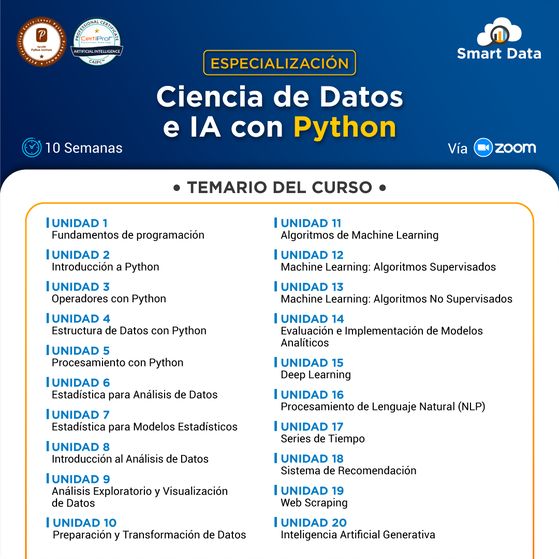 CertiProf
PROFESSIONAL CERTIFICATE
ARTIFICIAL INTELLIGENCE
CAIPC
Smart Data
ESPECIALIZACIÓN
Ciencia de Datos
e IA con Python
10 Semanas
Vía zoom
• TEMARIO DEL CURSO •
UNIDAD 1
Fundamentos de programación
UNIDAD 2
Introducción a Python
UNIDAD 3
Operadores con Python
UNIDAD 4
Estructura de Datos con Python
UNIDAD 5
Procesamiento con Python
UNIDAD 6
Estadística para Análisis de Datos
UNIDAD 7
Estadística para Modelos Estadísticos
UNIDAD 8
Introducción al Análisis de Datos
UNIDAD 9
Análisis Exploratorio y Visualización
de Datos
UNIDAD 10
Preparación y Transformación de Datos
UNIDAD 11
Algoritmos de Machine Learning
UNIDAD 12
Machine Learning: Algoritmos Supervisados
UNIDAD 13
Machine Learning: Algoritmos No Supervisados
UNIDAD 14
Evaluación e Implementación de Modelos
Analíticos
UNIDAD 15
Deep Learning
UNIDAD 16
Procesamiento de Lenguaje Natural (NLP)
UNIDAD 17
Series de Tiempo
UNIDAD 18
Sistema de Recomendación
UNIDAD 19
Web Scraping
UNIDAD 20
Inteligencia Artificial Generativa